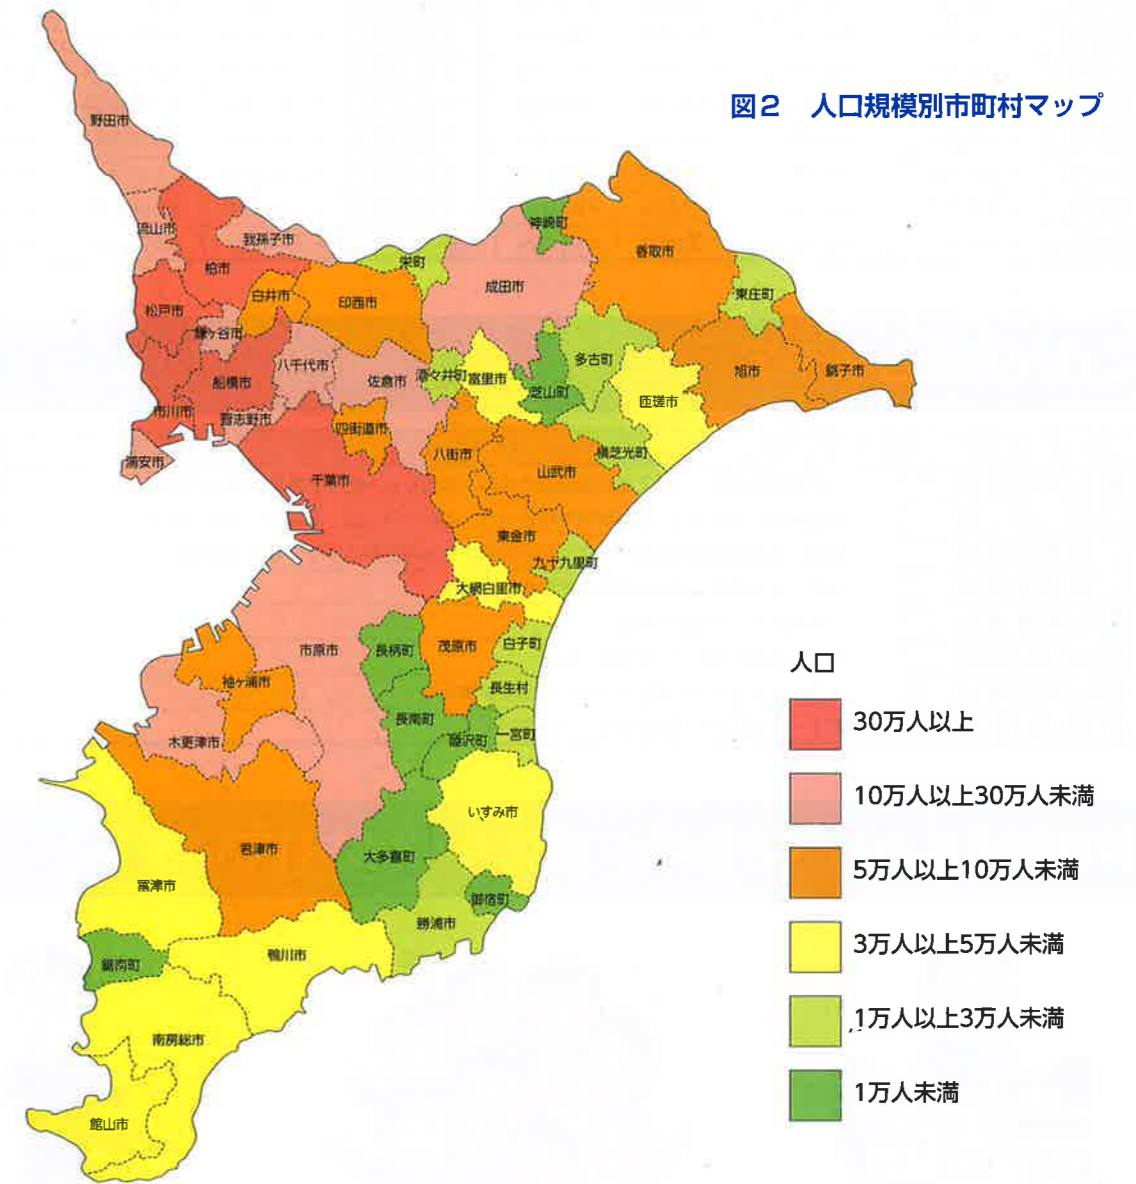 図2 人口規模別市町村マップ
野田市
流山市
我孫子市
柏市
松戸市
鎌ヶ谷市
白井市
印西市
栄町
成田市
神崎町
香取市
東庄町
銚子市
旭市
匝瑳市
多古町
芝山町
富里市
酒々井町
佐倉市
八千代市
船橋市
市川市
習志野市
浦安市
四街道市
千葉市
八街市
山武市
横芝光町
東金市
九十九里町
大網白里市
市原市
長柄町
茂原市
白子町
長生村
袖ヶ浦市
木更津市
長南町
睦沢町
一宮町
いすみ市
君津市
大多喜町
富津市
御宿町
勝浦市
鋸南町
鴨川市
南房総市
館山市
人口
30万人以上
10万人以上30万人未満
5万人以上10万人未満
3万人以上5万人未満
1万人以上3万人未満
1万人未満